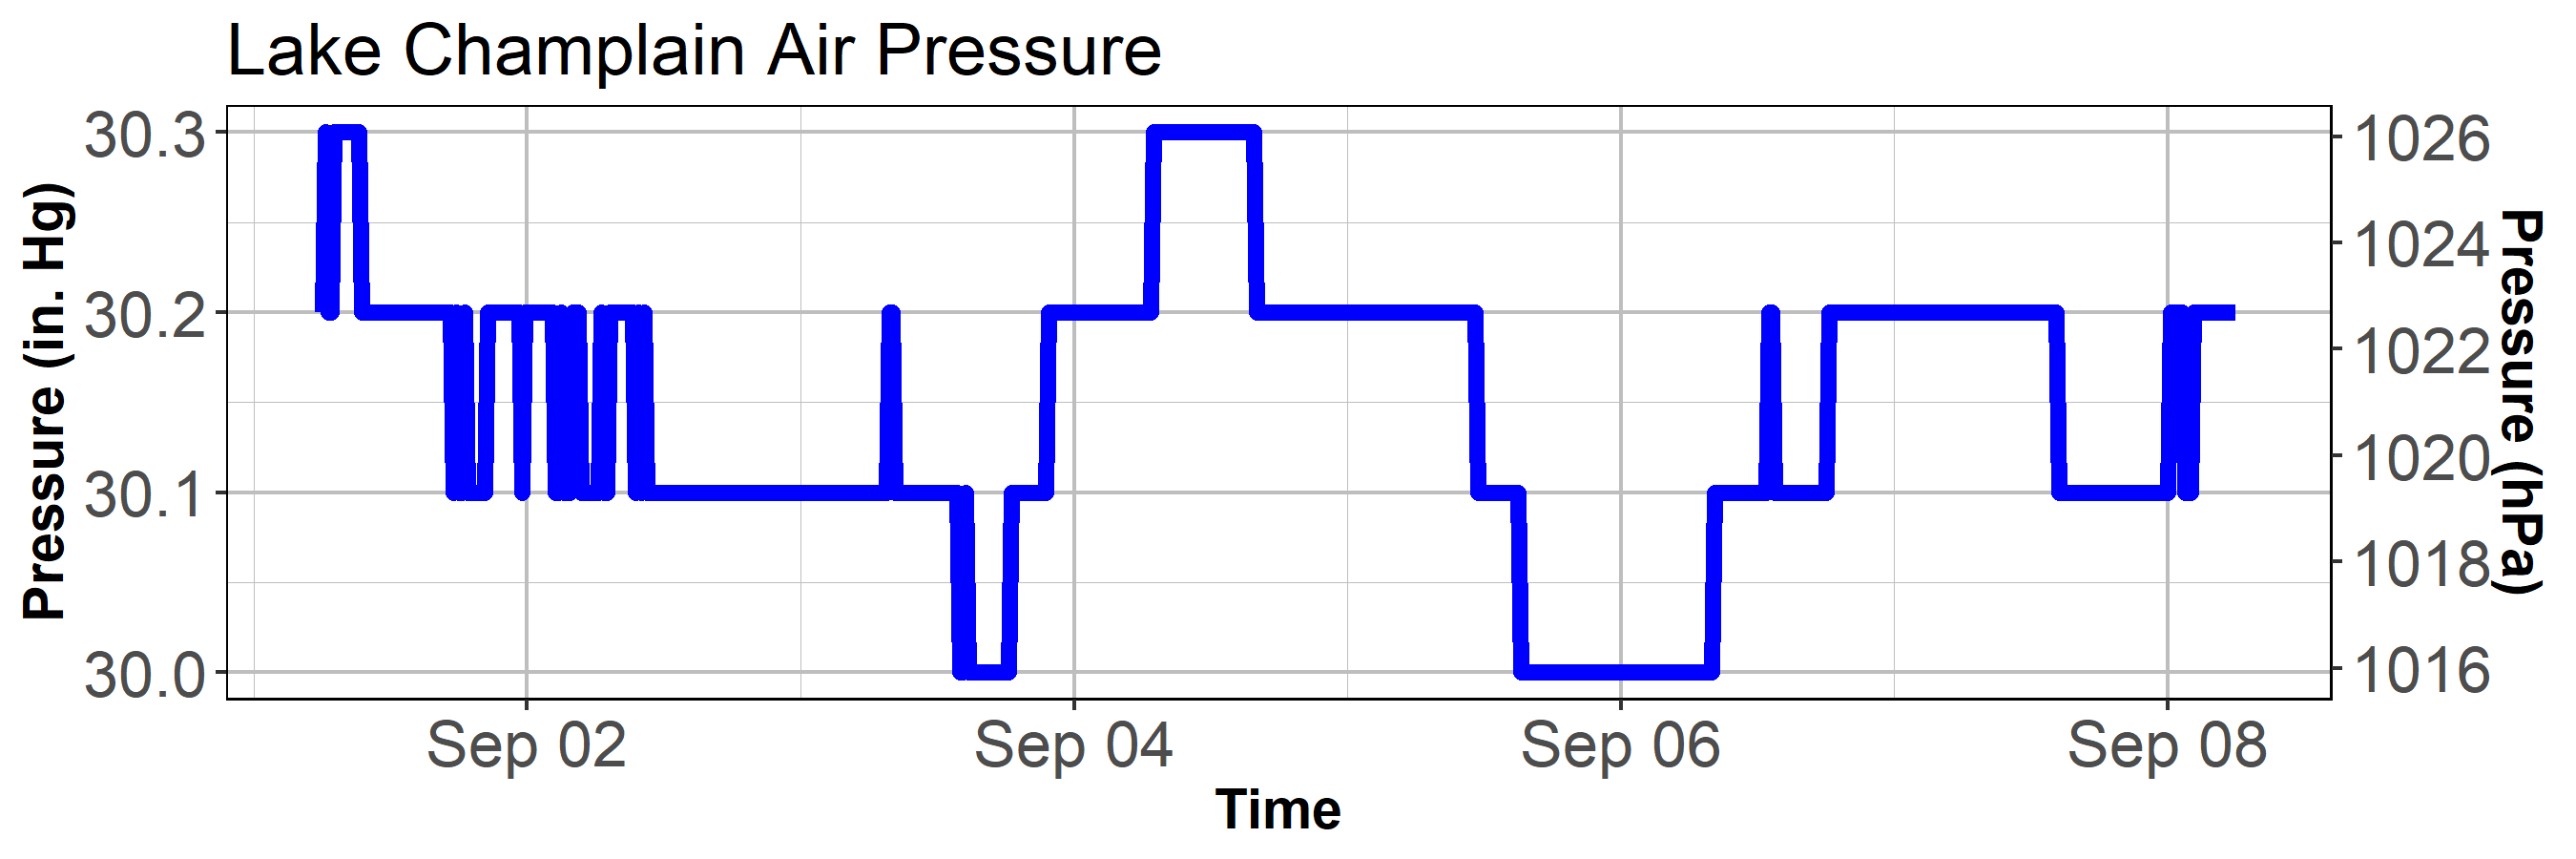 Lake Champlain Air Pressure
Pressure (in. Hg)
30.3
30.2
30.1
30.0
1026
1024
1022
1020
1018
1016
Pressure (hPa)
Sep 02 Sep 04 Sep 06 Sep 08
Time